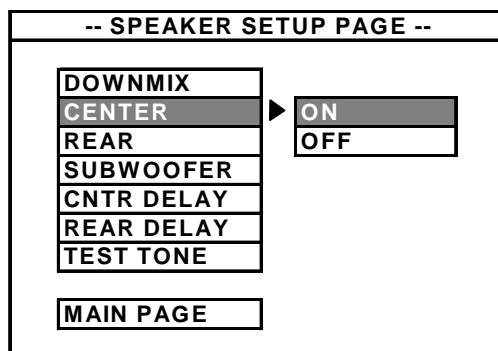 -- SPEAKER SETUP PAGE --
DOWNMIX
CENTER ON
REAR OFF
SUBWOOFER
CNTR DELAY
REAR DELAY
TEST TONE
MAIN PAGE